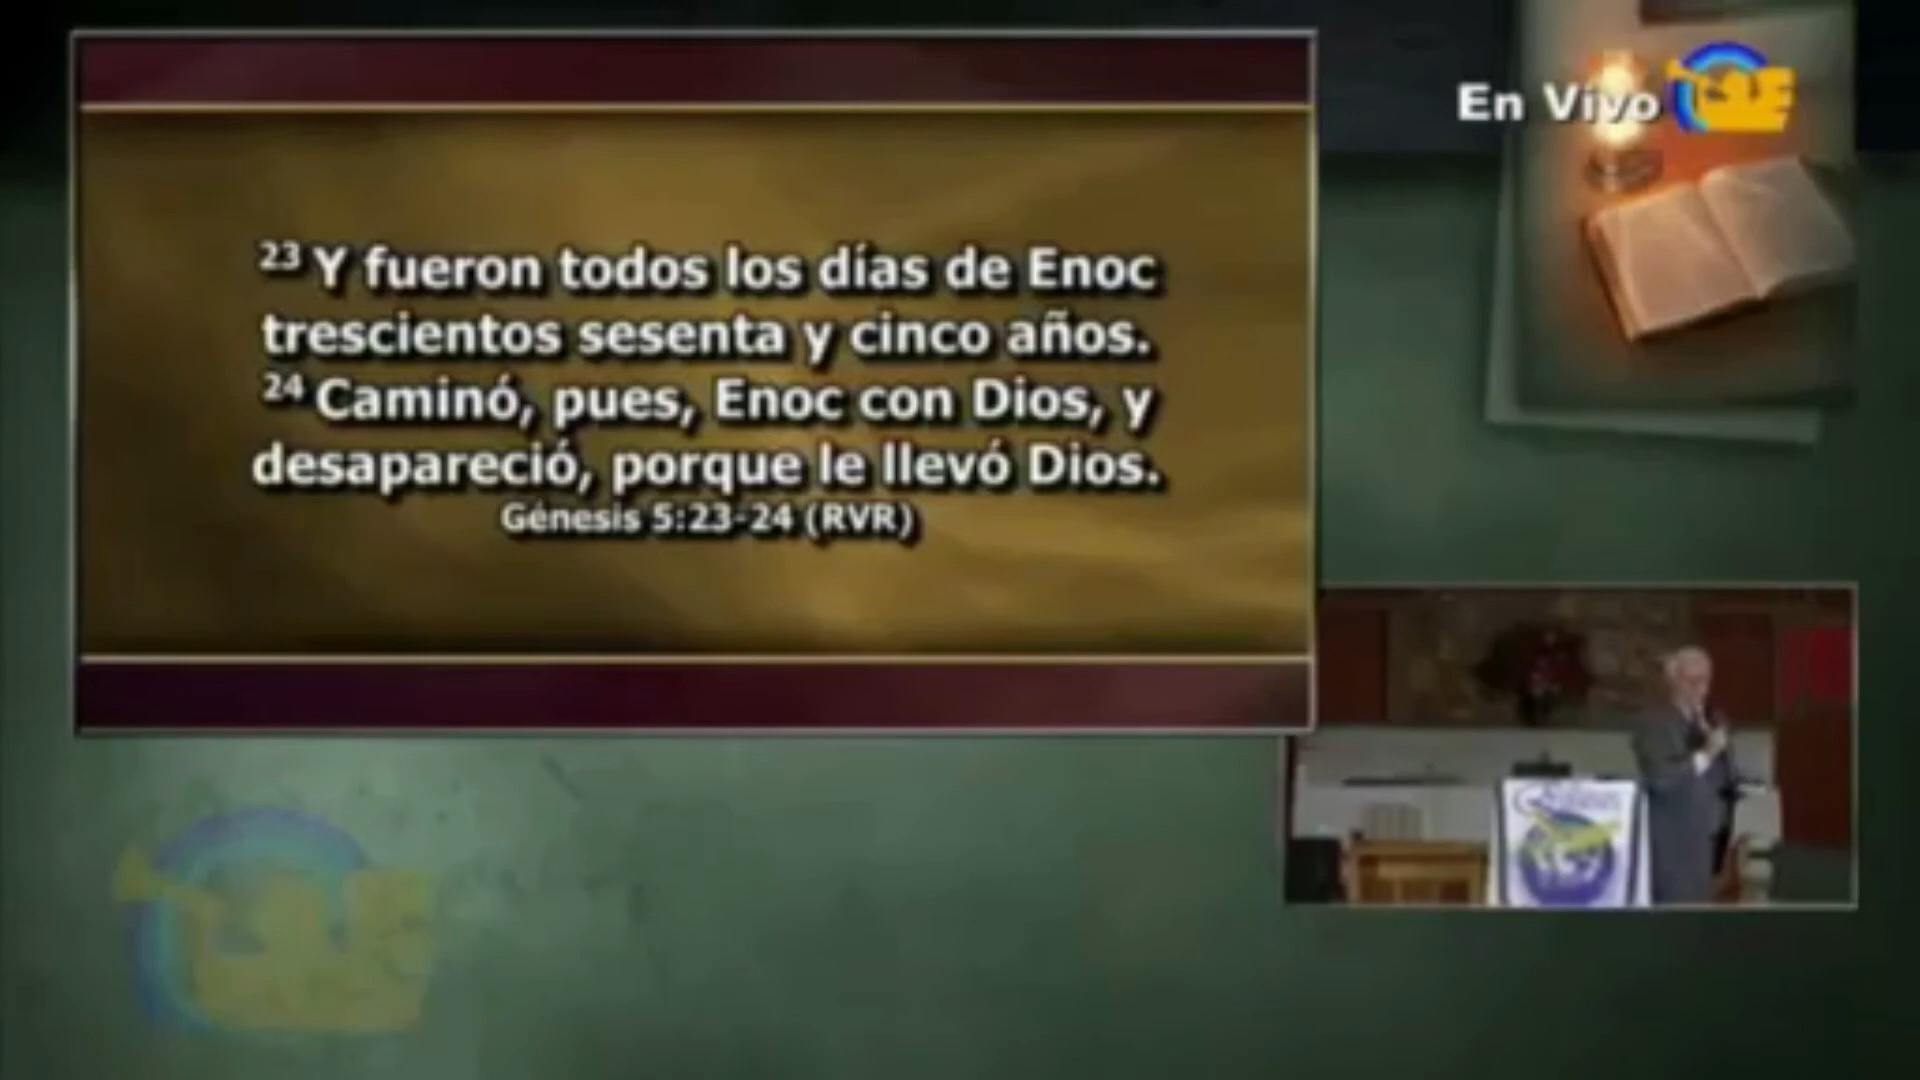 En Vivo
²³ Y fueron todos los días de Enoc
trescientos sesenta y cinco años.
²⁴ Caminó, pues, Enoc con Dios, y
desapareció, porque le llevó Dios.
Génesis 5:23-24 (RVR)